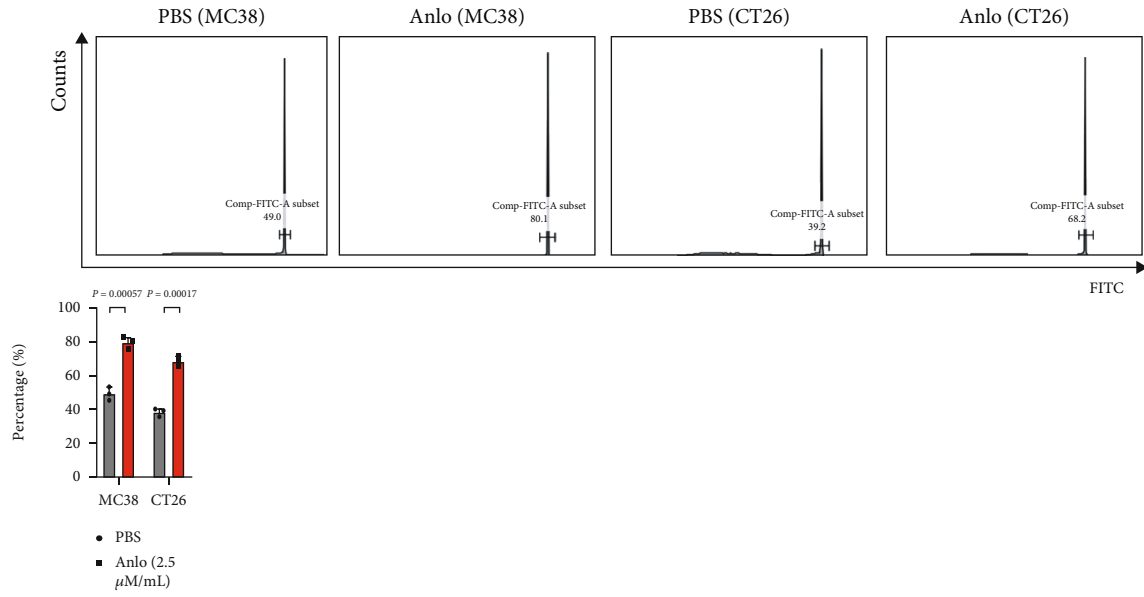 PBS (MC38)
Anlo (MC38)
PBS (CT26)
Anlo (CT26)
Counts
Comp-FITC-A subset
49.0
Comp-FITC-A subset
80.1
Comp-FITC-A subset
39.2
Comp-FITC-A subset
68.2
FITC
P = 0.00057
P = 0.00017
Percentage (%)
100
80
60
40
20
0
MC38
CT26
PBS
Anlo (2.5
μM/mL)